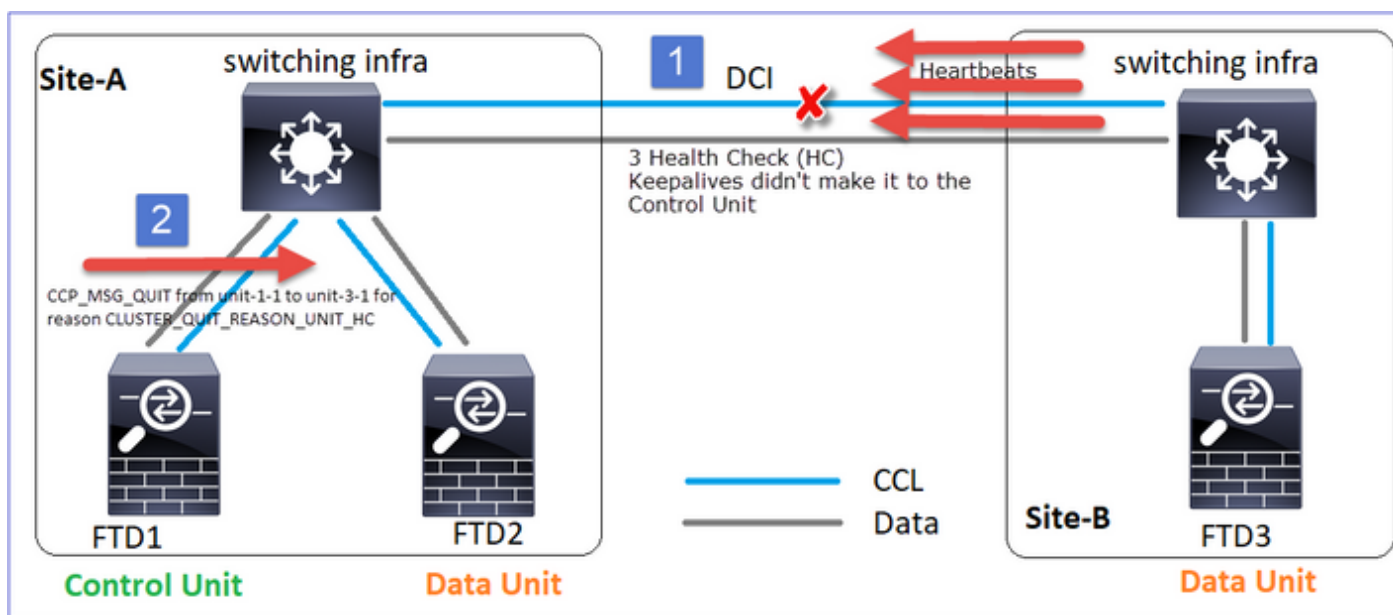 Site-A
switching infra
1
DCI
Heartbeats
switching infra
3 Health Check (HC)
Keepalives didn't make it to the
Control Unit
2
CCP_MSG_QUIT from unit-1-1 to unit-3-1 for
reason CLUSTER_QUIT_REASON_UNIT_HC
CCL
Data
FTD1
FTD2
Site-B
FTD3
Control Unit
Data Unit
Data Unit